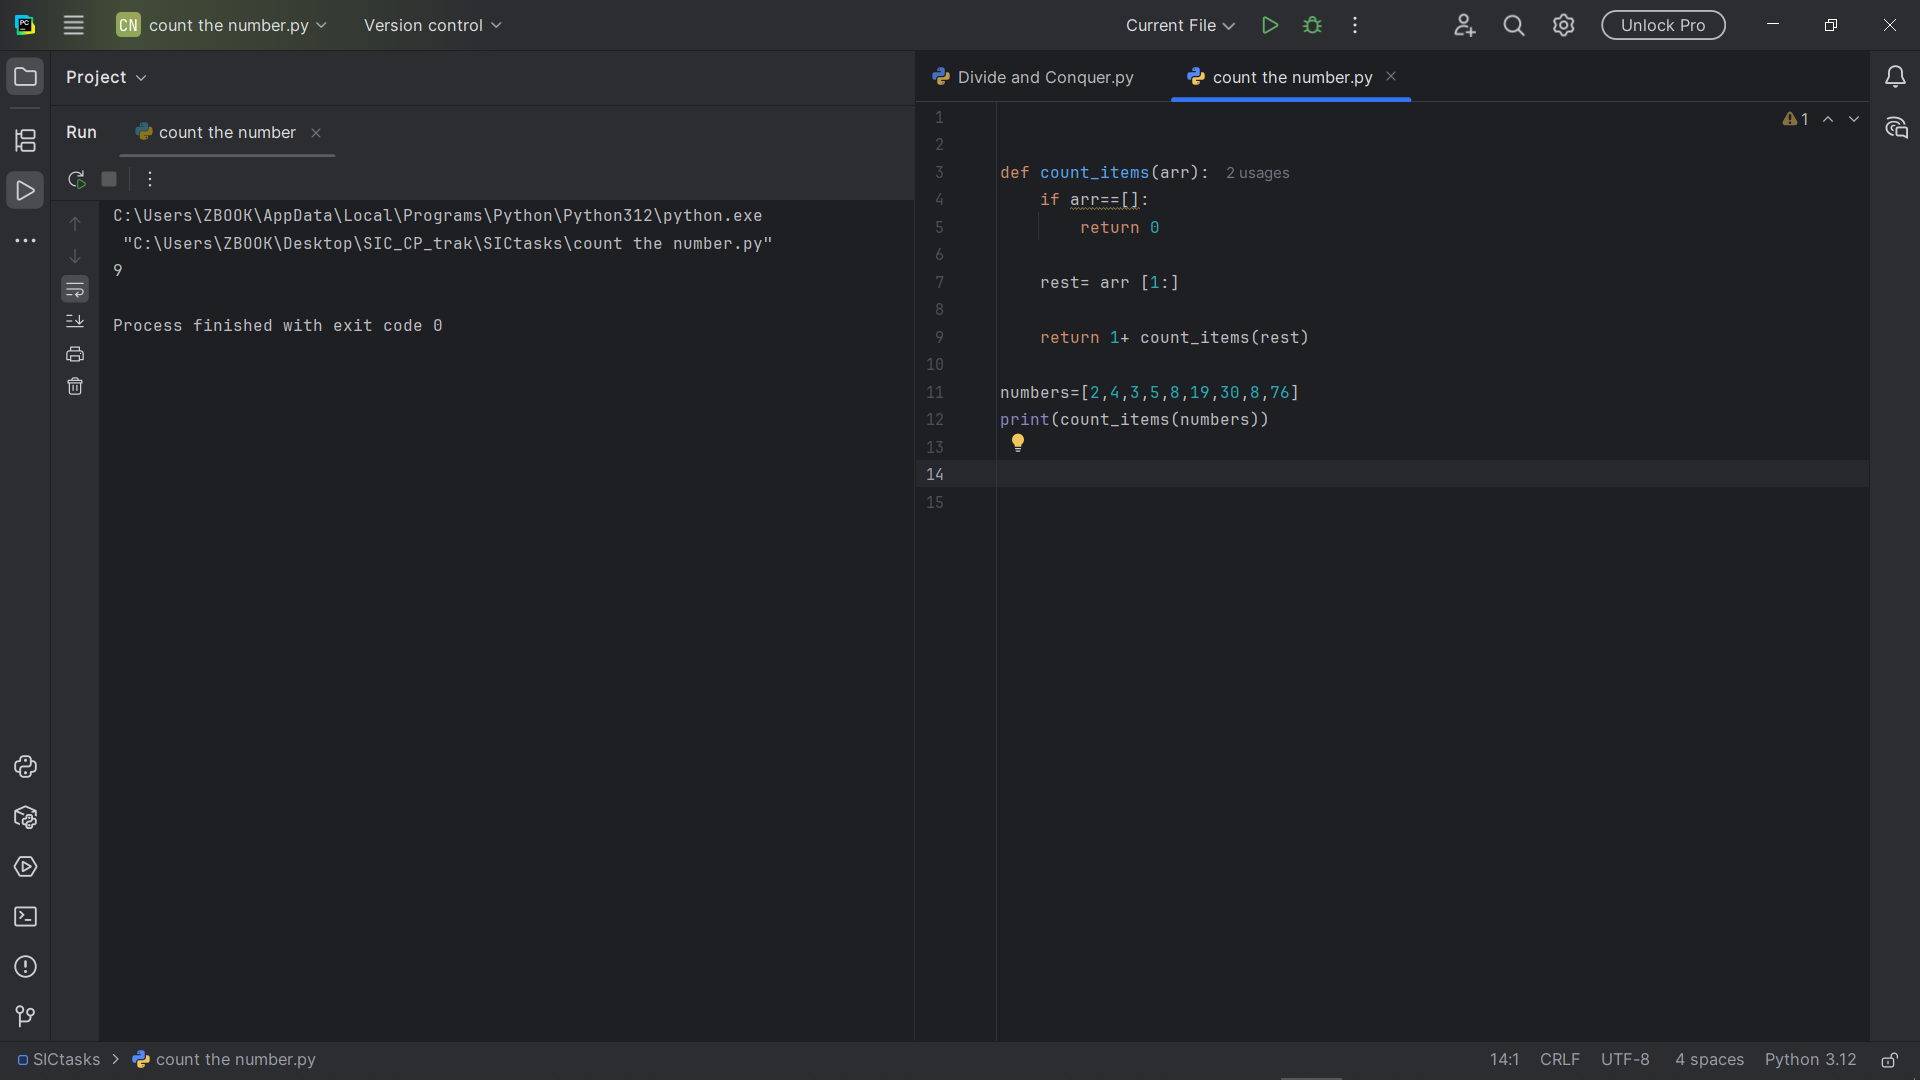 CN count the number.py Version control Current File Unlock Pro
Project
Run count the number
C:\Users\ZBOOK\AppData\Local\Programs\Python\Python312\python.exe
"C:\Users\ZBOOK\Desktop\SIC_CP_trak\SICtasks\count the number.py"
9
Process finished with exit code 0
Divide and Conquer.py count the number.py
1
1
2
3 def count_items(arr): 2 usages
4 if arr==[]:
5 return 0
6
7 rest= arr [1:]
8
9 return 1+ count_items(rest)
10
11 numbers=[2,4,3,5,8,19,30,8,76]
12 print(count_items(numbers))
13
14
15
SICtasks > count the number.py 14:1 CRLF UTF-8 4 spaces Python 3.12